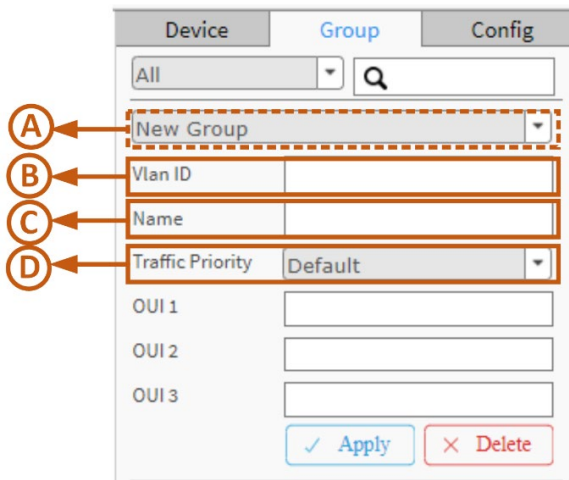 Device Group Config
All
A New Group
B Vlan ID
C Name
D Traffic Priority Default
OUI 1
OUI 2
OUI 3
Apply Delete